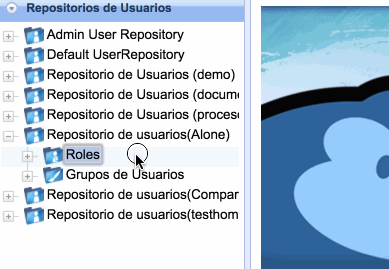 Repositorios de Usuarios
Admin User Repository
Default UserRepository
Repositorio de Usuarios (demo)
Repositorio de Usuarios (docume
Repositorio de Usuarios (proces
Repositorio de usuarios(Alone)
Roles
Grupos de Usuarios
Repositorio de usuarios(Compar
Repositorio de usuarios(testhom